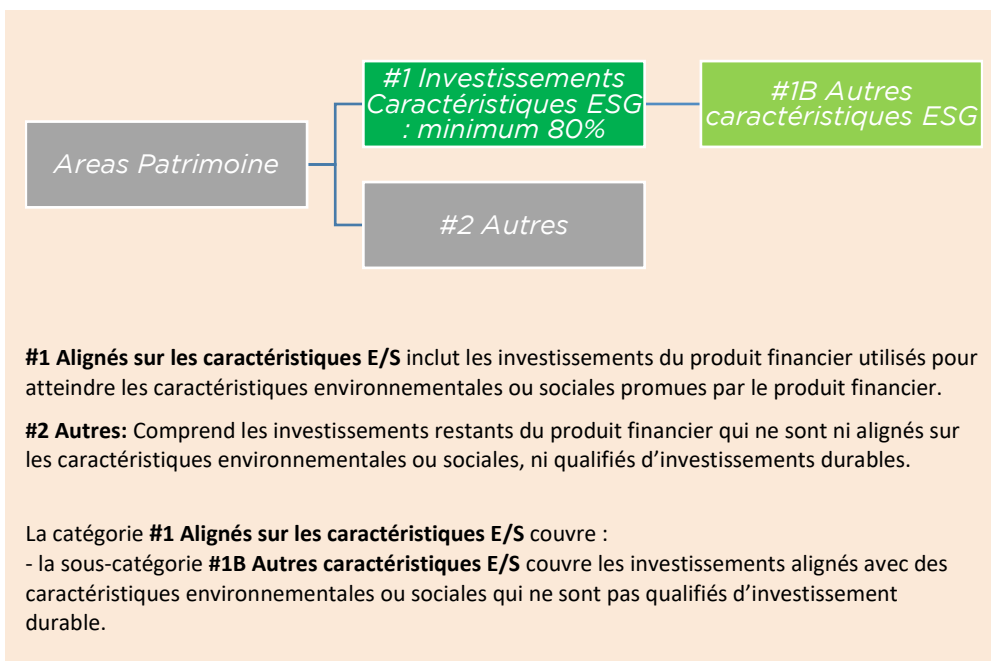 #1 Investissements
Caractéristiques ESG
: minimum 80%
#1B Autres
caractéristiques ESG
Areas Patrimoine
#2 Autres
#1 Alignés sur les caractéristiques E/S inclut les investissements du produit financier utilisés pour
atteindre les caractéristiques environnementales ou sociales promues par le produit financier.
#2 Autres: Comprend les investissements restants du produit financier qui ne sont ni alignés sur
les caractéristiques environnementales ou sociales, ni qualifiés d’investissements durables.
La catégorie #1 Alignés sur les caractéristiques E/S couvre :
- la sous-catégorie #1B Autres caractéristiques E/S couvre les investissements alignés avec des
caractéristiques environnementales ou sociales qui ne sont pas qualifiés d’investissement
durable.